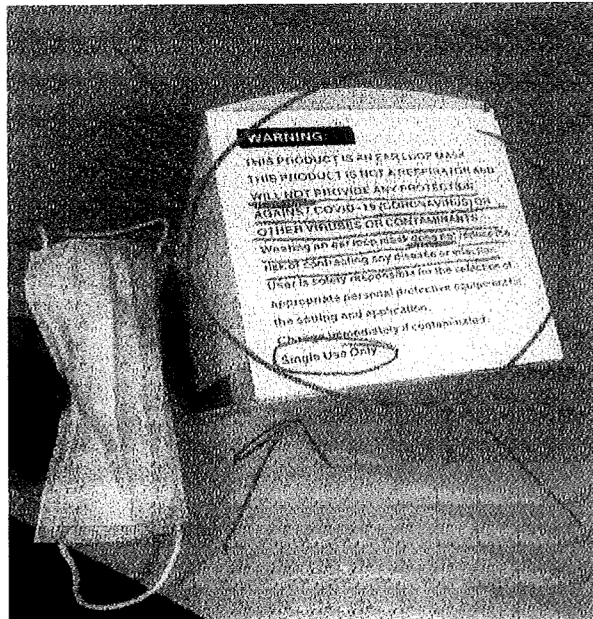 WARNING:
THIS PRODUCT IS AN EAR LOOP MASK
THIS PRODUCT IS NOT A RESPIRATOR AND
WILL NOT PROVIDE ANY PROTECTION
AGAINST COVID-19 (CORONAVIRUS) OR
OTHER VIRUSES OR CONTAMINANTS
Wearing an ear loop mask does not reduce the
risk of contracting any disease or infection
User is solely responsible for the selection of
appropriate personal protective equipment for
the setting and application.
Change immediately if contaminated.
Single Use Only